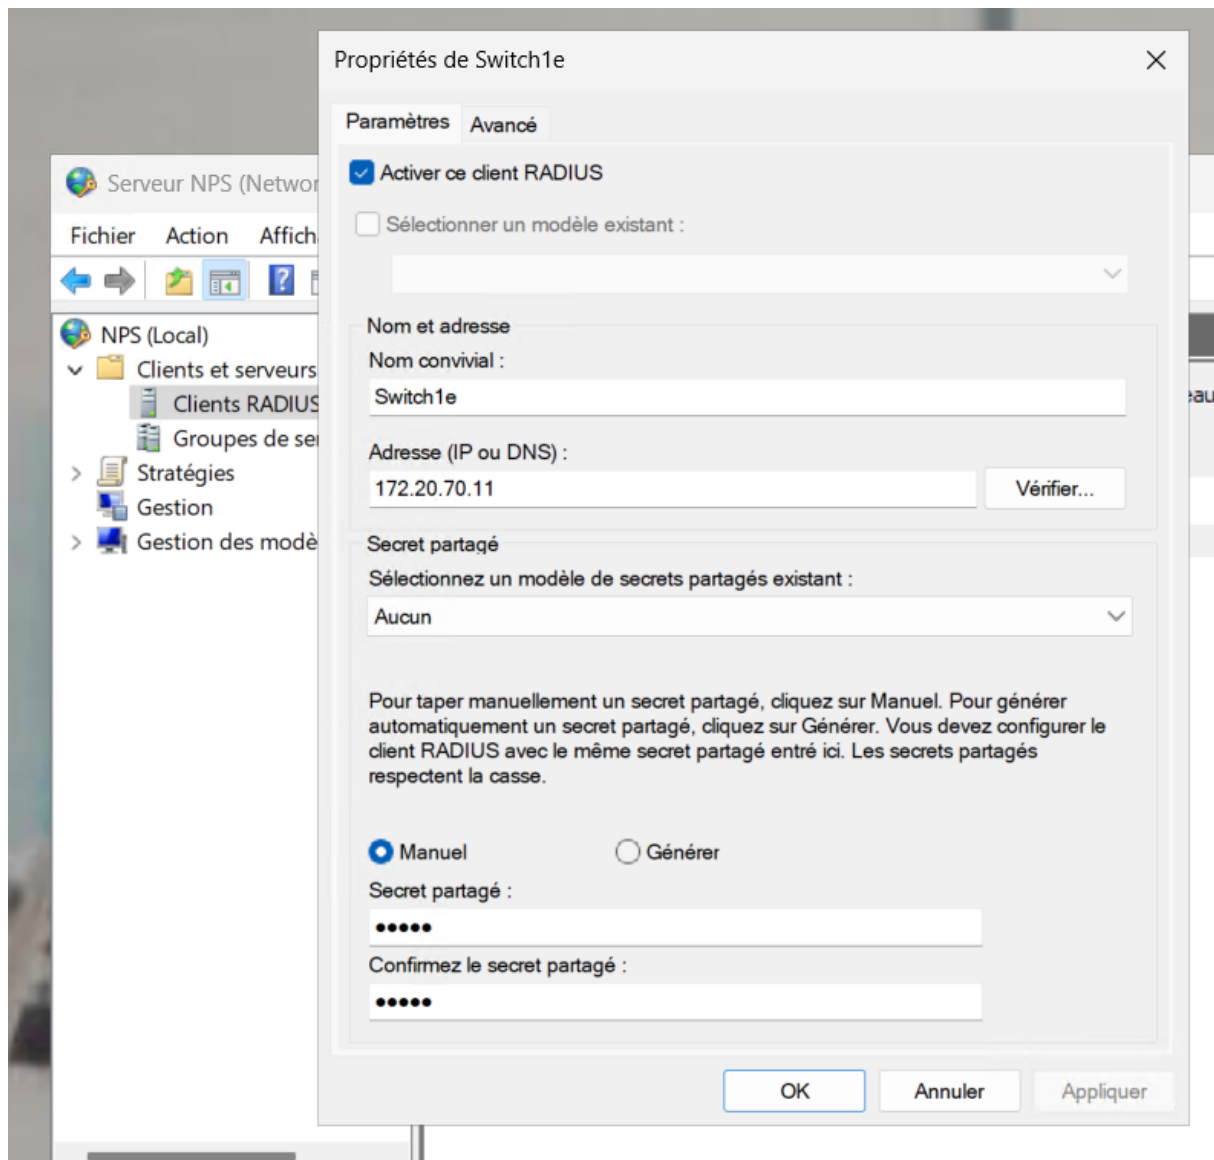 Propriétés de Switch1e
Paramètres
Avancé
Activer ce client RADIUS
Sélectionner un modèle existant :
Serveur NPS (Networ
Fichier Action Affich
NPS (Local)
Clients et serveurs
Clients RADIUS
Groupes de se
Stratégies
Gestion
Gestion des modè
Nom et adresse
Nom convivial :
Switch1e
Adresse (IP ou DNS) :
172.20.70.11
Vérifier...
Secret partagé
Sélectionnez un modèle de secrets partagés existant :
Aucun
Pour taper manuellement un secret partagé, cliquez sur Manuel. Pour générer
automatiquement un secret partagé, cliquez sur Générer. Vous devez configurer le
client RADIUS avec le même secret partagé entré ici. Les secrets partagés
respectent la casse.
Manuel
Générer
Secret partagé :
•••••
Confirmez le secret partagé :
•••••
OK
Annuler
Appliquer